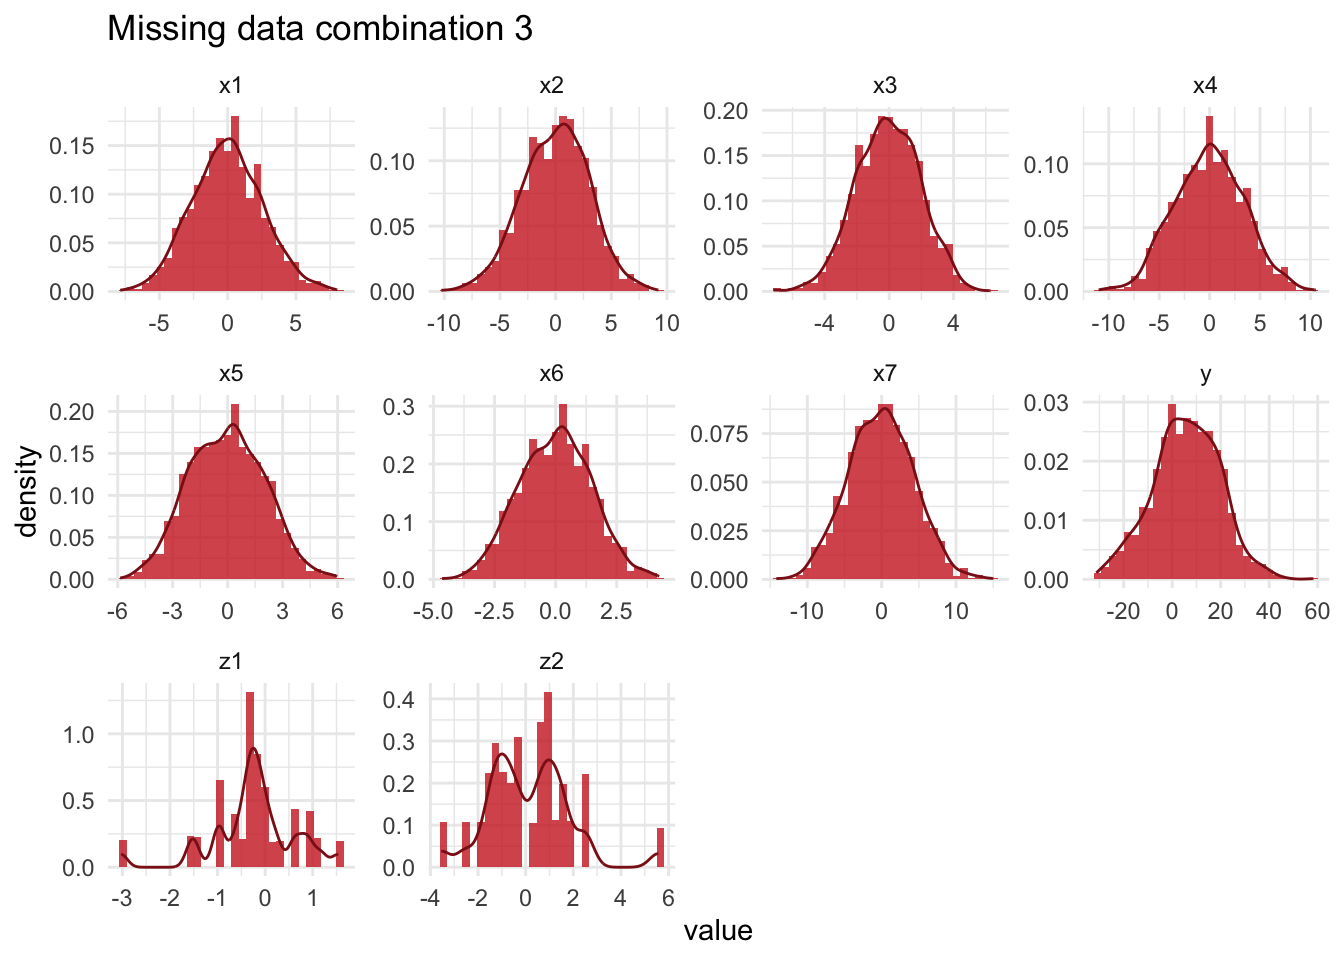 Missing data combination 3
x1 x2 x3 x4
0.15 0.10 0.05 0.00 0.10 0.05 0.00 0.20 0.15 0.10 0.05 0.00 0.10 0.05 0.00
-5 0 5 -10 -5 0 5 10 -4 0 4 -10 -5 0 5 10
x5 x6 x7 y
0.20 0.15 0.10 0.05 0.00 0.3 0.2 0.1 0.0 0.075 0.050 0.025 0.000 0.03 0.02 0.01 0.00
-6 -3 0 3 6 -5.0 -2.5 0.0 2.5 -10 0 10 -20 0 20 40 60
z1 z2
1.0 0.5 0.0 0.4 0.3 0.2 0.1 0.0
-3 -2 -1 0 1 -4 -2 0 2 4 6
density
value